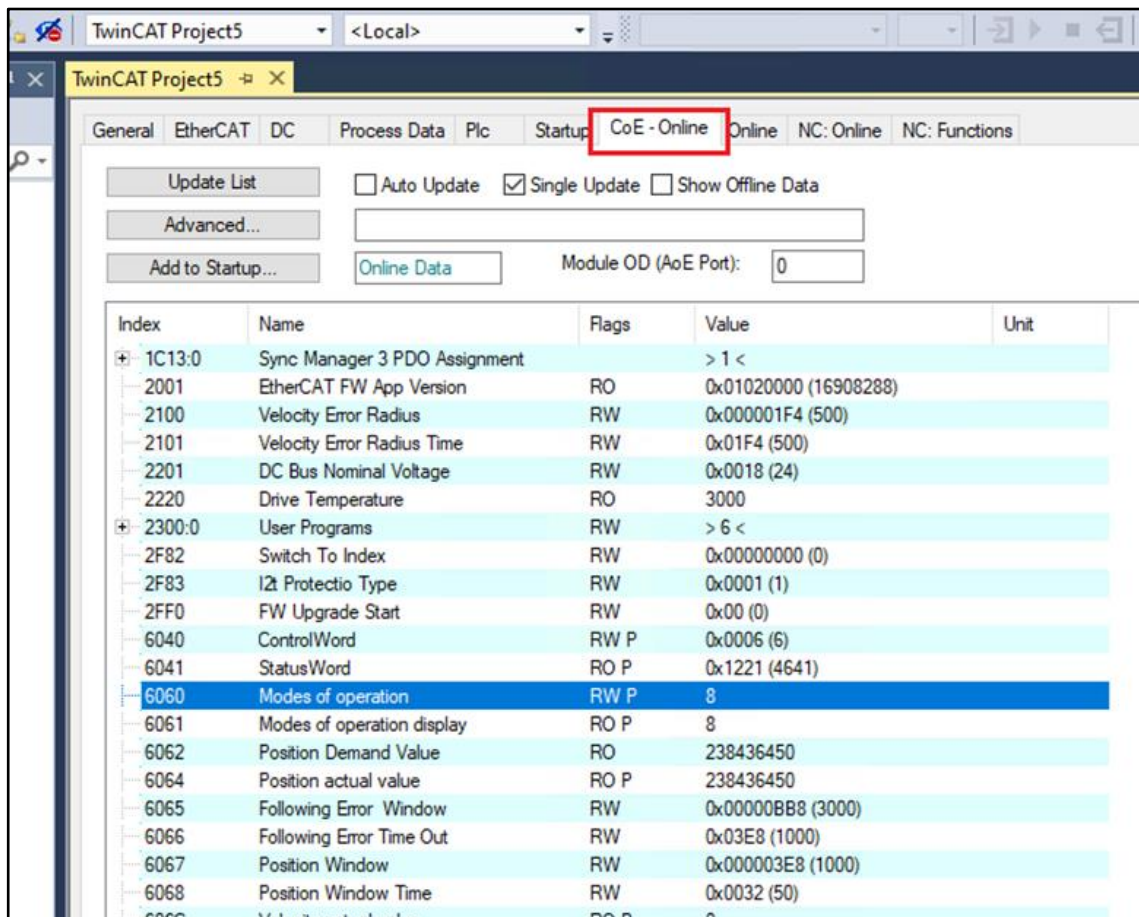 TwinCAT Project5 <Local>
TwinCAT Project5
General EtherCAT DC Process Data Plc Startup CoE - Online Online NC: Online NC: Functions
Update List Auto Update Single Update Show Offline Data
Advanced...
Add to Startup... Online Data Module OD (AoE Port): 0
Index Name Flags Value Unit
1C13:0 Sync Manager 3 PDO Assignment > 1 <
2001 EtherCAT FW App Version RO 0x01020000 (16908288)
2100 Velocity Error Radius RW 0x000001F4 (500)
2101 Velocity Error Radius Time RW 0x01F4 (500)
2201 DC Bus Nominal Voltage RW 0x0018 (24)
2220 Drive Temperature RO 3000
2300:0 User Programs RW > 6 <
2F82 Switch To Index RW 0x00000000 (0)
2F83 I2t Protectio Type RW 0x0001 (1)
2FF0 FW Upgrade Start RW 0x00 (0)
6040 ControlWord RW P 0x0006 (6)
6041 StatusWord RO P 0x1221 (4641)
6060 Modes of operation RW P 8
6061 Modes of operation display RO P 8
6062 Position Demand Value RO 238436450
6064 Position actual value RO P 238436450
6065 Following Error Window RW 0x00000BB8 (3000)
6066 Following Error Time Out RW 0x03E8 (1000)
6067 Position Window RW 0x000003E8 (1000)
6068 Position Window Time RW 0x0032 (50)